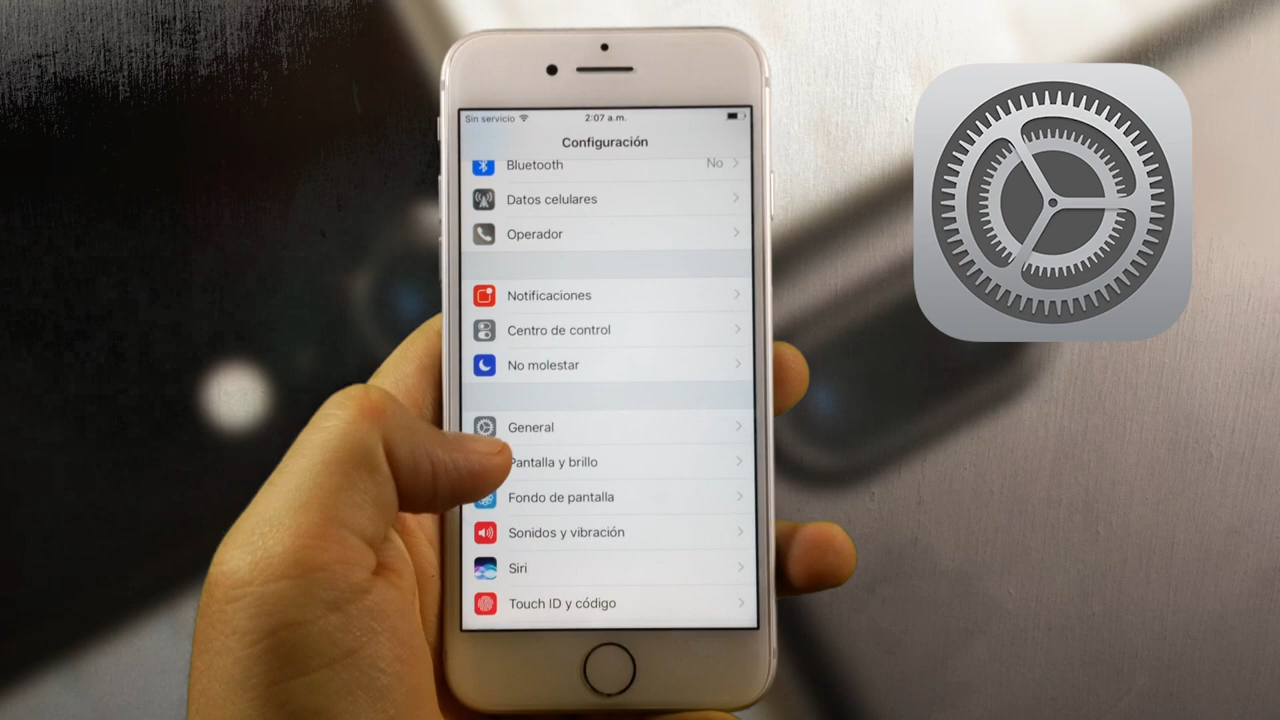 Sin servicio 2:07 a.m.
Configuración
Bluetooth No
Datos celulares
Operador
Notificaciones
Centro de control
No molestar
General
Pantalla y brillo
Fondo de pantalla
Sonidos y vibración
Siri
Touch ID y código